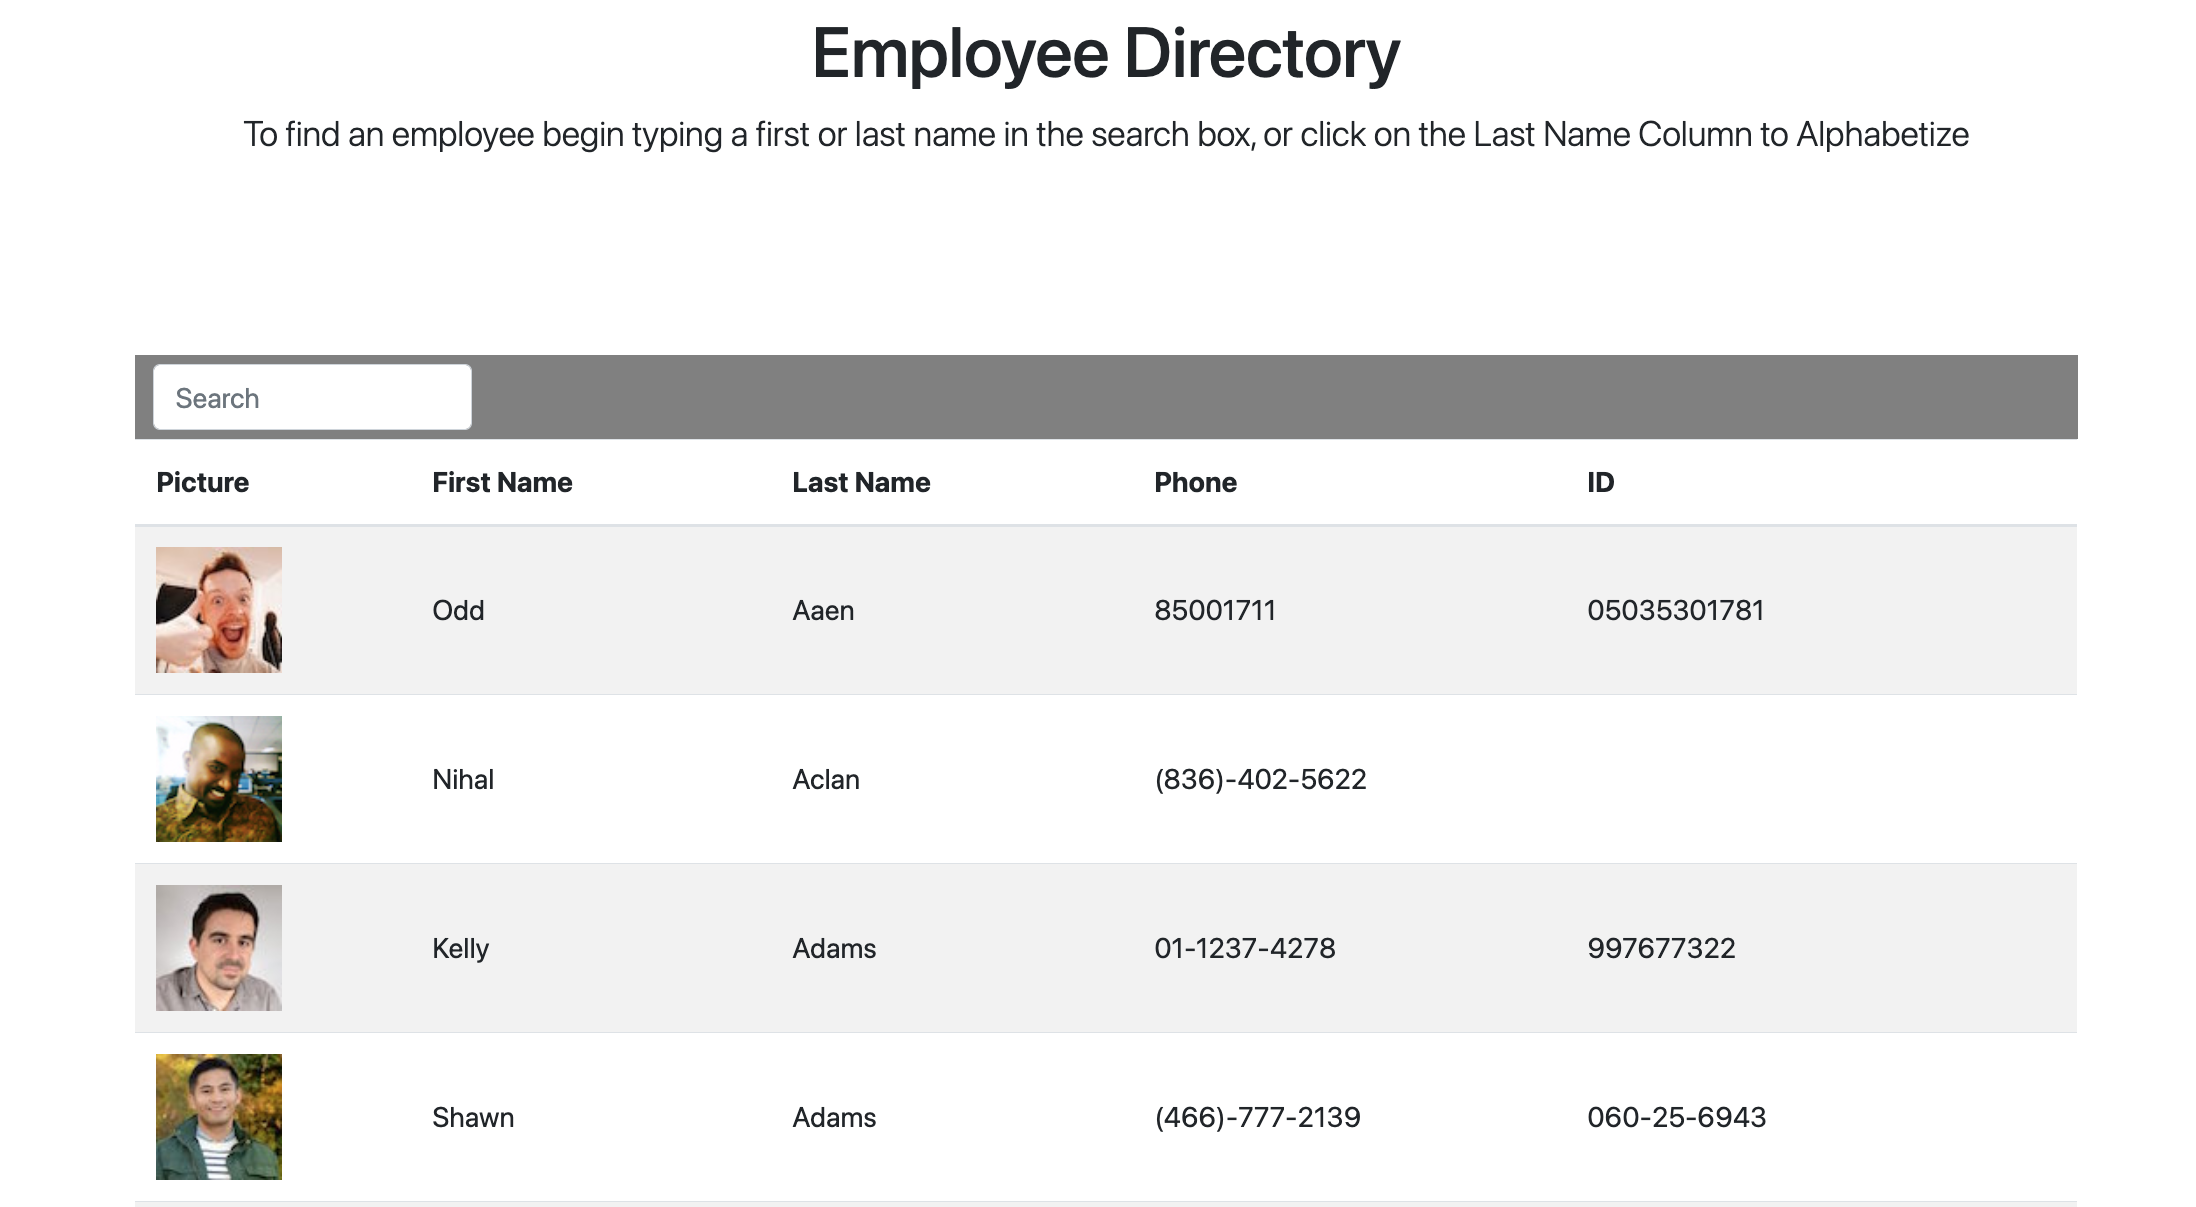 Employee Directory
To find an employee begin typing a first or last name in the search box, or click on the Last Name Column to Alphabetize
Search
Picture First Name Last Name Phone ID
Odd Aaen 85001711 05035301781
Nihal Aclan (836)-402-5622
Kelly Adams 01-1237-4278 997677322
Shawn Adams (466)-777-2139 060-25-6943